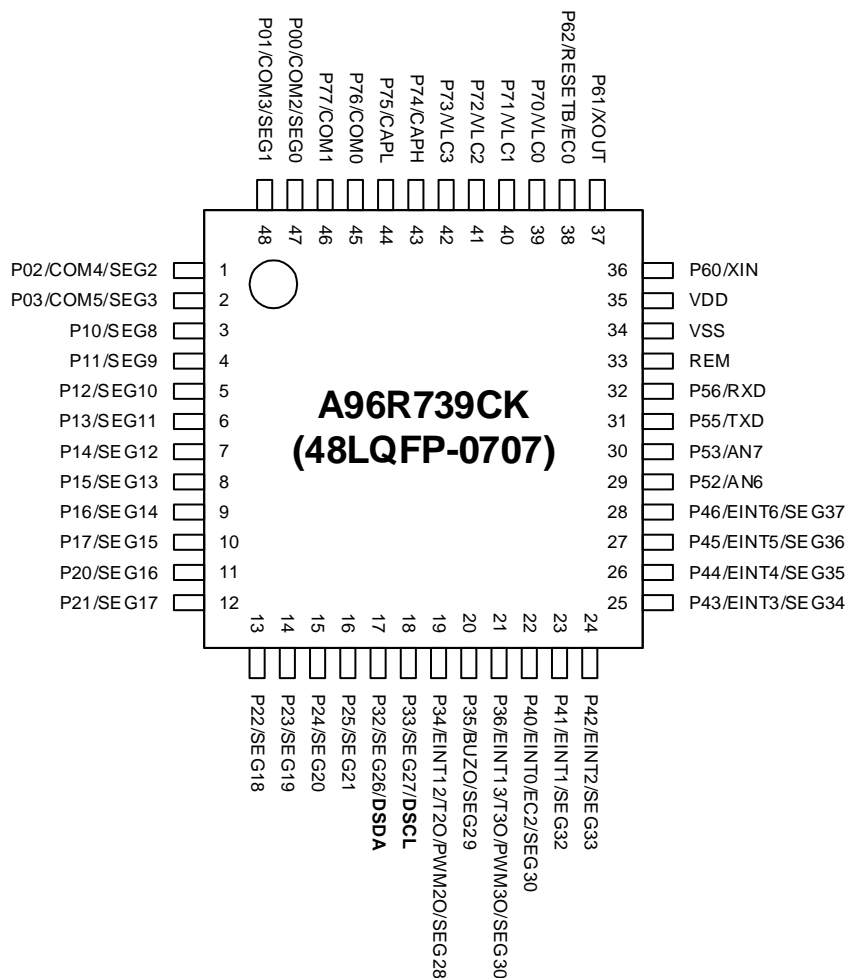 P01/COM3/SEG1
P00/COM2/SEG0
P77/COM1
P76/COM0
P75/CAPL
P74/CAPH
P73/VLC3
P72/VLC2
P71/VLC1
P70/VLC0
P62/RESETB/EC0
P61/XOUT
48
47
46
45
44
43
42
41
40
39
38
37
P02/COM4/SEG2 1
P03/COM5/SEG3 2
P10/SEG8 3
P11/SEG9 4
P12/SEG10 5
P13/SEG11 6
P14/SEG12 7
P15/SEG13 8
P16/SEG14 9
P17/SEG15 10
P20/SEG16 11
P21/SEG17 12
A96R739CK
(48LQFP-0707)
36 P60/XIN
35 VDD
34 VSS
33 REM
32 P56/RXD
31 P55/TXD
30 P53/AN7
29 P52/AN6
28 P46/EINT6/SEG37
27 P45/EINT5/SEG36
26 P44/EINT4/SEG35
25 P43/EINT3/SEG34
13
14
15
16
17
18
19
20
21
22
23
24
P22/SEG18
P23/SEG19
P24/SEG20
P25/SEG21
P32/SEG26/DSDA
P33/SEG27/DSCL
P34/EINT12/T2O/PWM2O/SEG28
P35/BUZO/SEG29
P36/EINT13/T3O/PWM3O/SEG30
P40/EINT0/EC2/SEG30
P41/EINT1/SEG32
P42/EINT2/SEG33